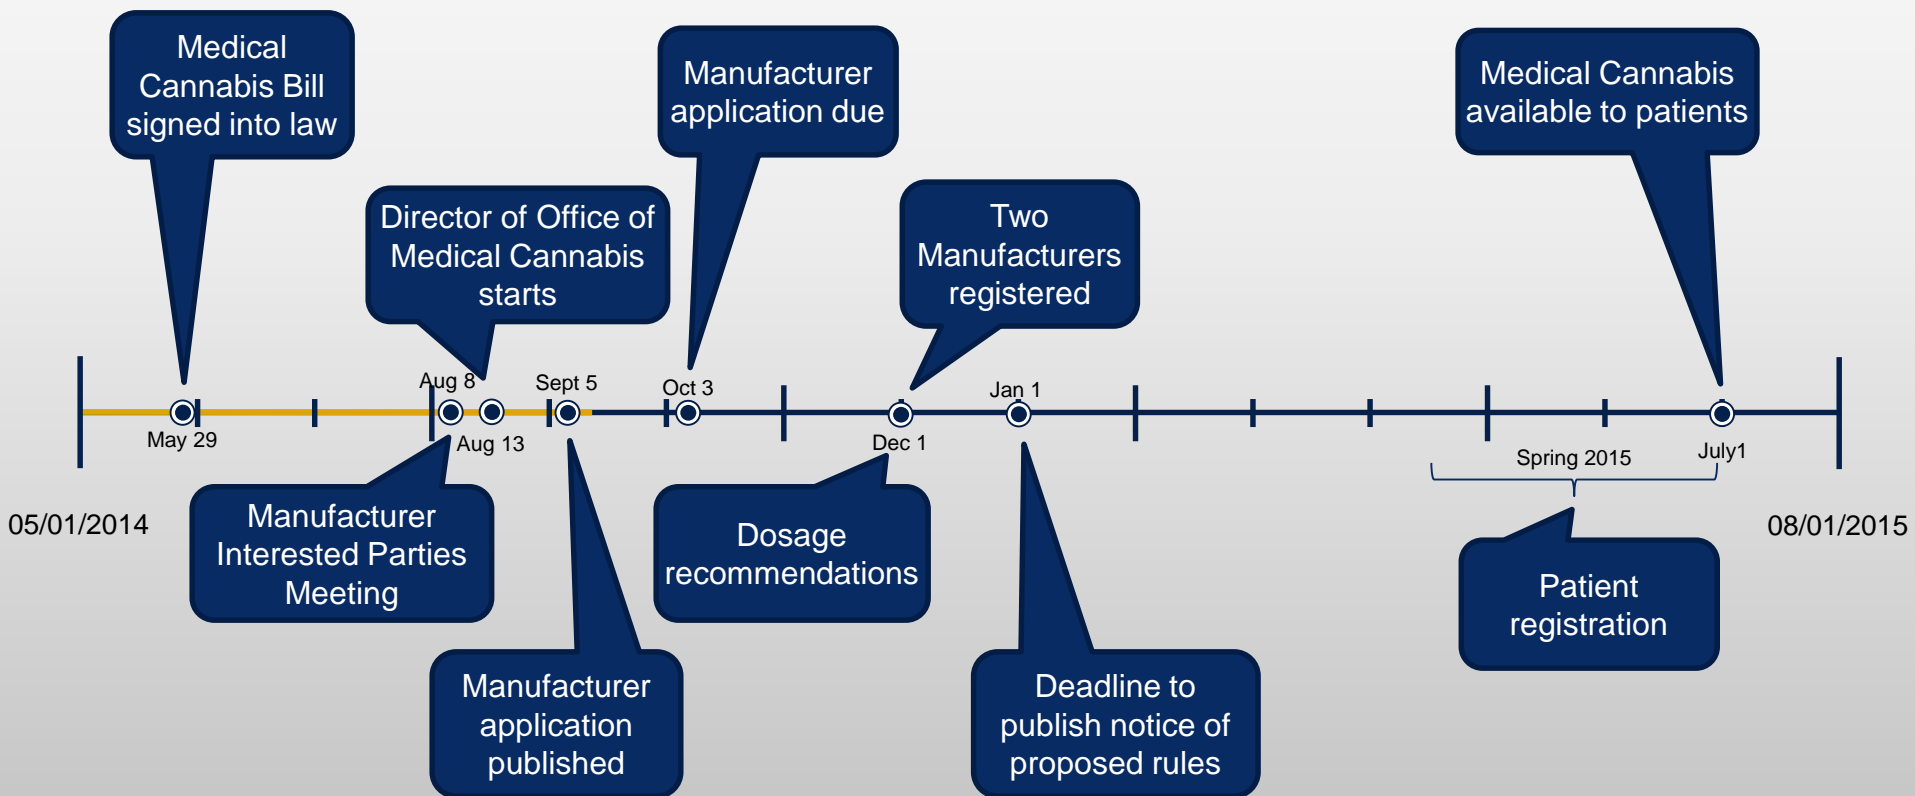 Medical
Cannabis Bill
signed into law
Manufacturer
application due
Medical Cannabis
available to patients
Director of Office of
Medical Cannabis
starts
Two
Manufacturers
registered
Aug 8
Sept 5
Oct 3
Jan 1
May 29
Aug 13
Dec 1
Spring 2015
July1
05/01/2014
08/01/2015
Manufacturer
Interested Parties
Meeting
Dosage
recommendations
Patient
registration
Manufacturer
application
published
Deadline to
publish notice of
proposed rules